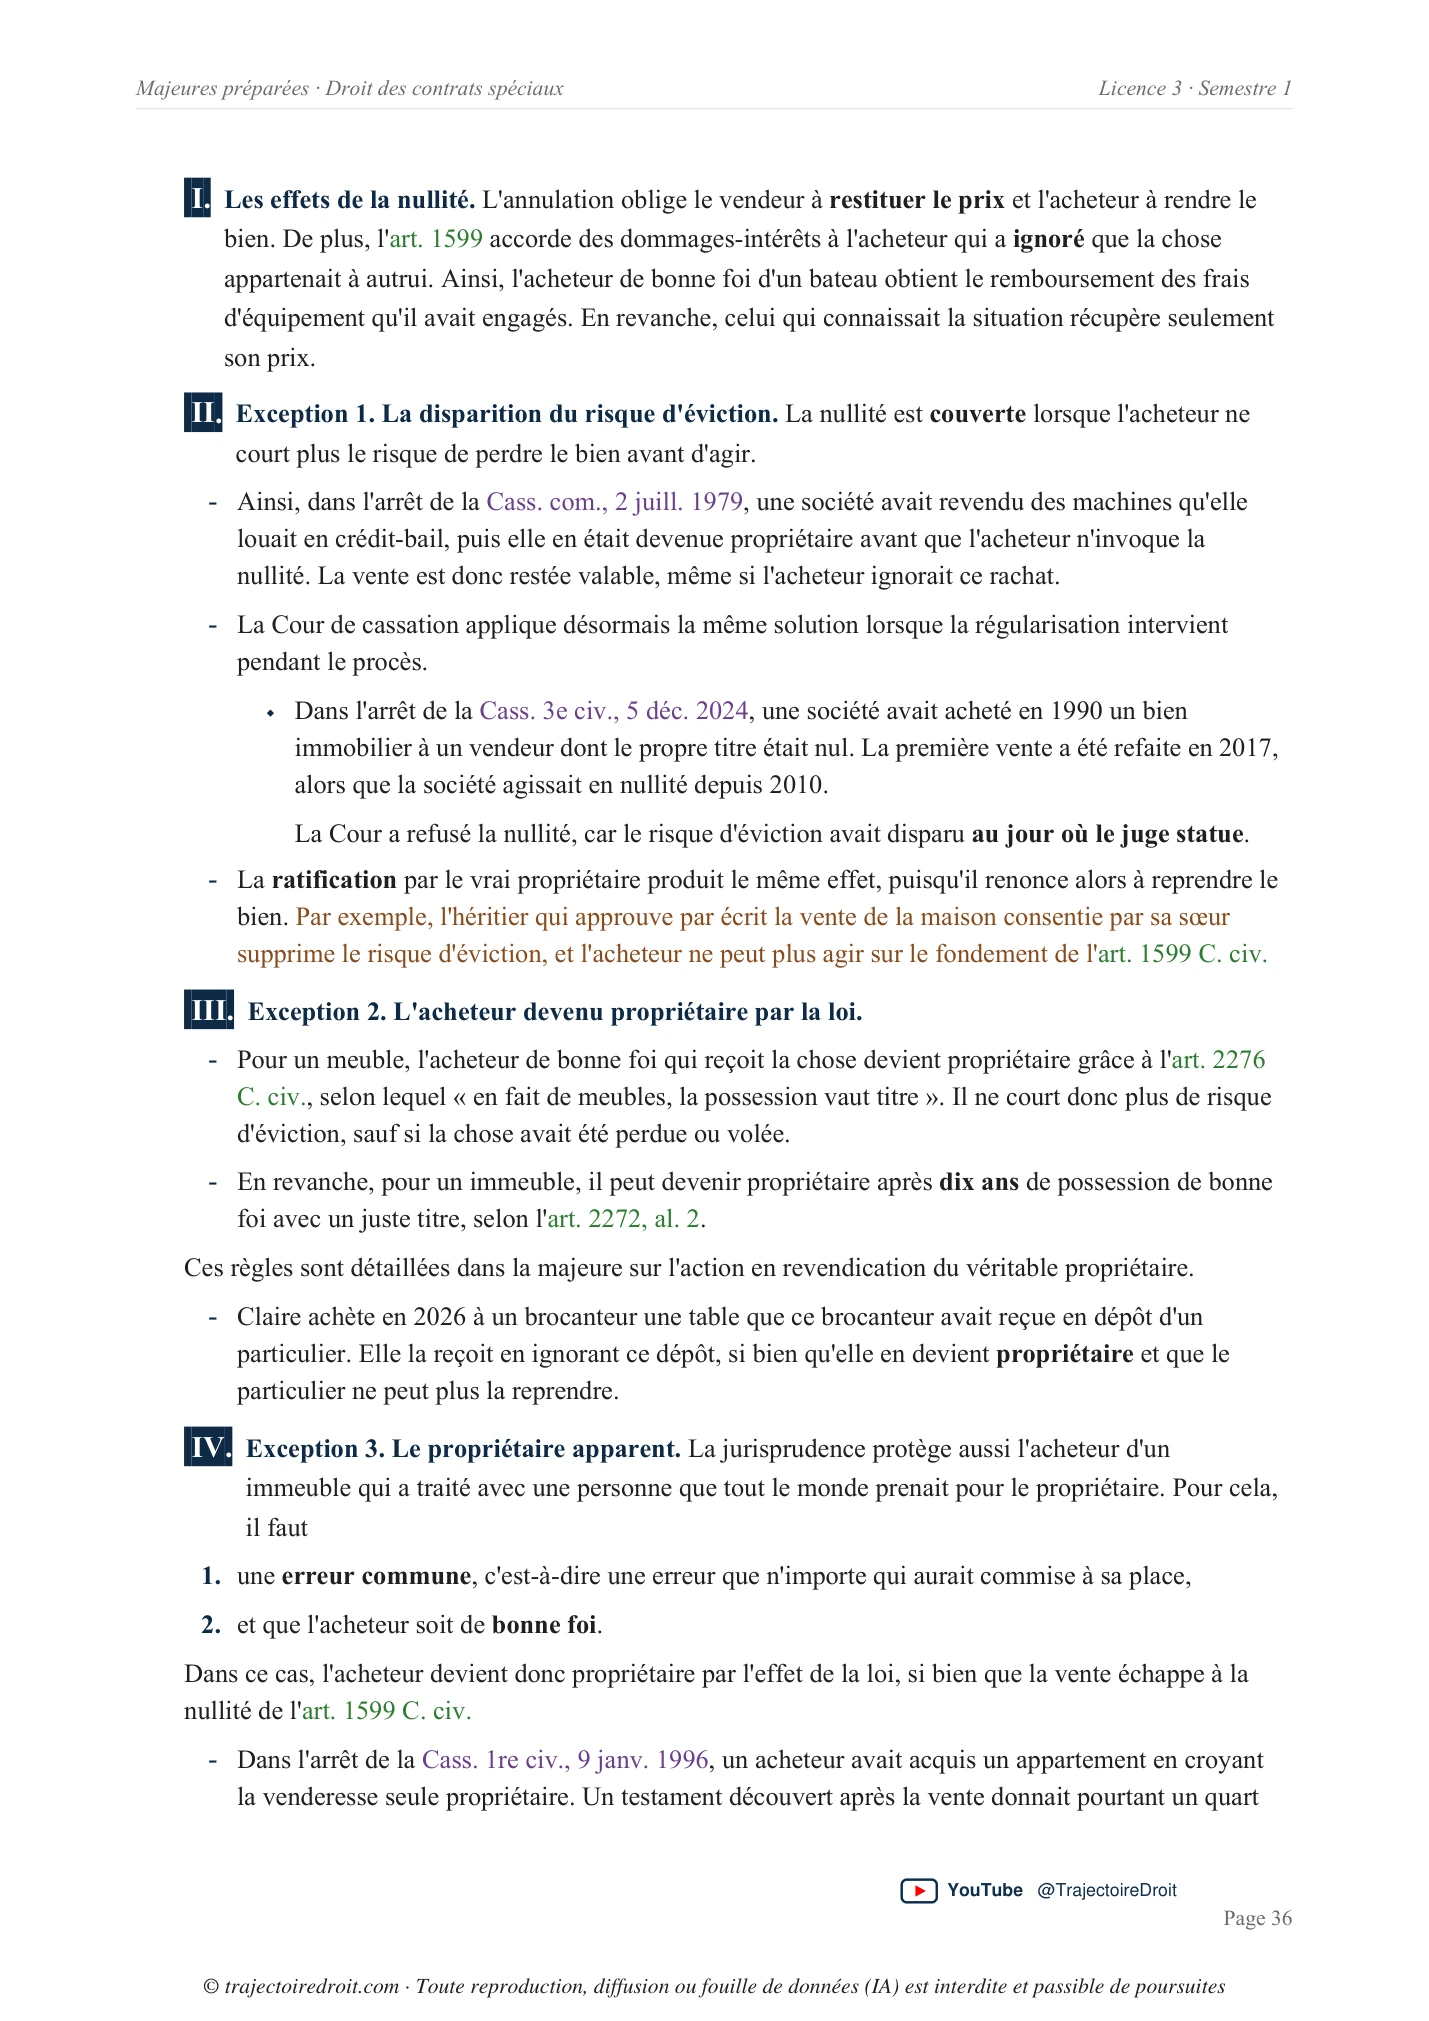 Majeures préparées · Droit des contrats spéciaux
Licence 3 · Semestre 1
I. Les effets de la nullité. L'annulation oblige le vendeur à restituer le prix et l'acheteur à rendre le
bien. De plus, l'art. 1599 accorde des dommages-intérêts à l'acheteur qui a ignoré que la chose
appartenait à autrui. Ainsi, l'acheteur de bonne foi d'un bateau obtient le remboursement des frais
d'équipement qu'il avait engagés. En revanche, celui qui connaissait la situation récupère seulement
son prix.
II. Exception 1. La disparition du risque d'éviction. La nullité est couverte lorsque l'acheteur ne
court plus le risque de perdre le bien avant d'agir.
- Ainsi, dans l'arrêt de la Cass. com., 2 juill. 1979, une société avait revendu des machines qu'elle
louait en crédit-bail, puis elle en était devenue propriétaire avant que l'acheteur n'invoque la
nullité. La vente est donc restée valable, même si l'acheteur ignorait ce rachat.
- La Cour de cassation applique désormais la même solution lorsque la régularisation intervient
pendant le procès.
⬩ Dans l'arrêt de la Cass. 3e civ., 5 déc. 2024, une société avait acheté en 1990 un bien
immobilier à un vendeur dont le propre titre était nul. La première vente a été refaite en 2017,
alors que la société agissait en nullité depuis 2010.
La Cour a refusé la nullité, car le risque d'éviction avait disparu au jour où le juge statue.
- La ratification par le vrai propriétaire produit le même effet, puisqu'il renonce alors à reprendre le
bien. Par exemple, l'héritier qui approuve par écrit la vente de la maison consentie par sa sœur
supprime le risque d'éviction, et l'acheteur ne peut plus agir sur le fondement de l'art. 1599 C. civ.
III. Exception 2. L'acheteur devenu propriétaire par la loi.
- Pour un meuble, l'acheteur de bonne foi qui reçoit la chose devient propriétaire grâce à l'art. 2276
C. civ., selon lequel « en fait de meubles, la possession vaut titre ». Il ne court donc plus de risque
d'éviction, sauf si la chose avait été perdue ou volée.
- En revanche, pour un immeuble, il peut devenir propriétaire après dix ans de possession de bonne
foi avec un juste titre, selon l'art. 2272, al. 2.
Ces règles sont détaillées dans la majeure sur l'action en revendication du véritable propriétaire.
- Claire achète en 2026 à un brocanteur une table que ce brocanteur avait reçue en dépôt d'un
particulier. Elle la reçoit en ignorant ce dépôt, si bien qu'elle en devient propriétaire et que le
particulier ne peut plus la reprendre.
IV. Exception 3. Le propriétaire apparent. La jurisprudence protège aussi l'acheteur d'un
immeuble qui a traité avec une personne que tout le monde prenait pour le propriétaire. Pour cela,
il faut
1. une erreur commune, c'est-à-dire une erreur que n'importe qui aurait commise à sa place,
2. et que l'acheteur soit de bonne foi.
Dans ce cas, l'acheteur devient donc propriétaire par l'effet de la loi, si bien que la vente échappe à la
nullité de l'art. 1599 C. civ.
- Dans l'arrêt de la Cass. 1re civ., 9 janv. 1996, un acheteur avait acquis un appartement en croyant
la venderesse seule propriétaire. Un testament découvert après la vente donnait pourtant un quart
YouTube @TrajectoireDroit
Page 36
© trajectoiredroit.com · Toute reproduction, diffusion ou fouille de données (IA) est interdite et passible de poursuites